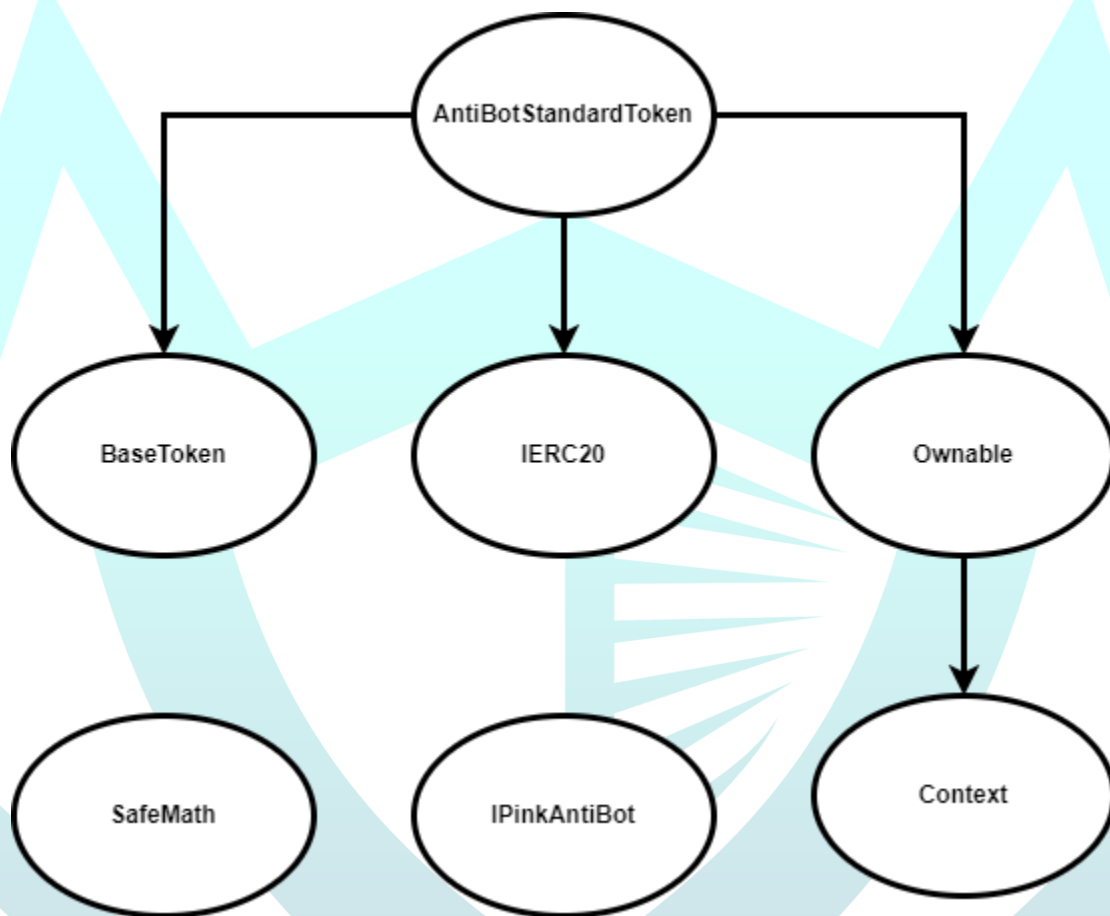 AntiBotStandardToken
BaseToken
IERC20
Ownable
SafeMath
IPinkAntiBot
Context